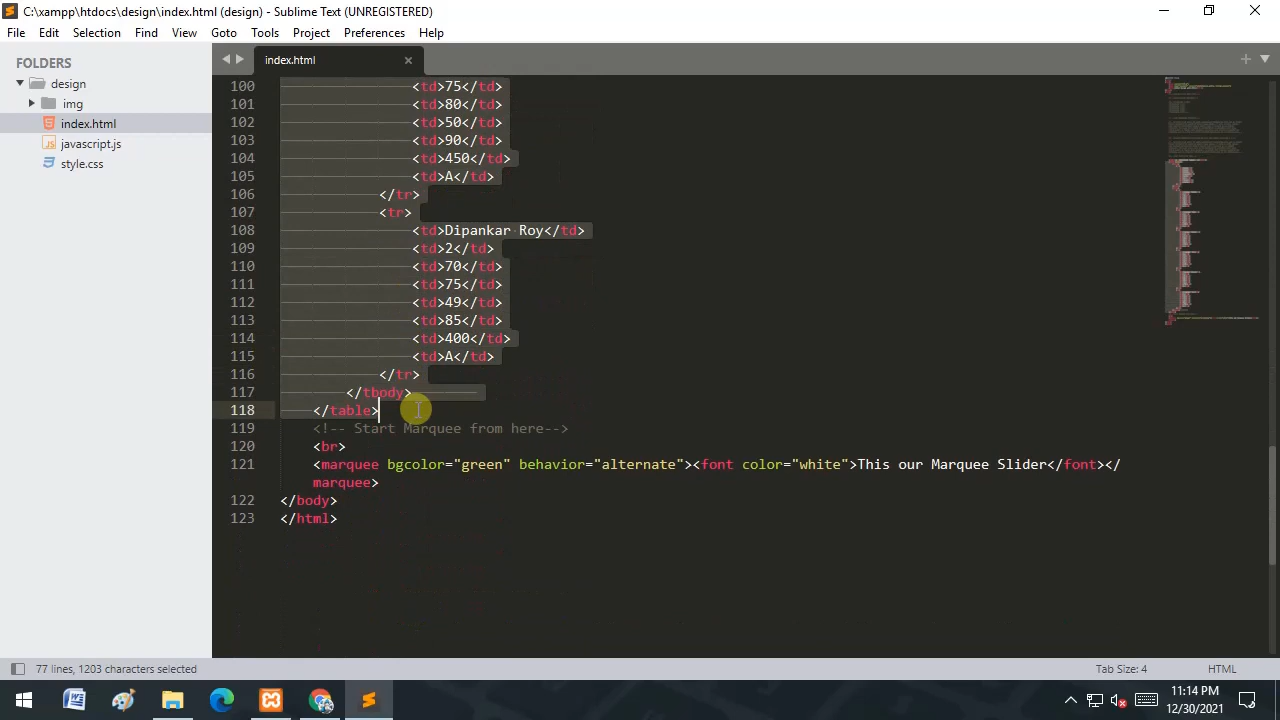 C:\xampp\htdocs\design\index.html (design) - Sublime Text (UNREGISTERED)
File Edit Selection Find View Goto Tools Project Preferences Help
FOLDERS
design
img
index.html
javascript.js
style.css
index.html
100 <td>75</td>
101 <td>80</td>
102 <td>50</td>
103 <td>90</td>
104 <td>450</td>
105 <td>A</td>
106 </tr>
107 <tr>
108 <td>Dipankar Roy</td>
109 <td>2</td>
110 <td>70</td>
111 <td>75</td>
112 <td>49</td>
113 <td>85</td>
114 <td>400</td>
115 <td>A</td>
116 </tr>
117 </tbody>
118 </table>
119 <!-- Start Marquee from here-->
120 <br>
121 <marquee bgcolor="green" behavior="alternate"><font color="white">This our Marquee Slider</font></
marquee>
122 </body>
123 </html>
77 lines, 1203 characters selected
Tab Size: 4
HTML
11:14 PM
12/30/2021